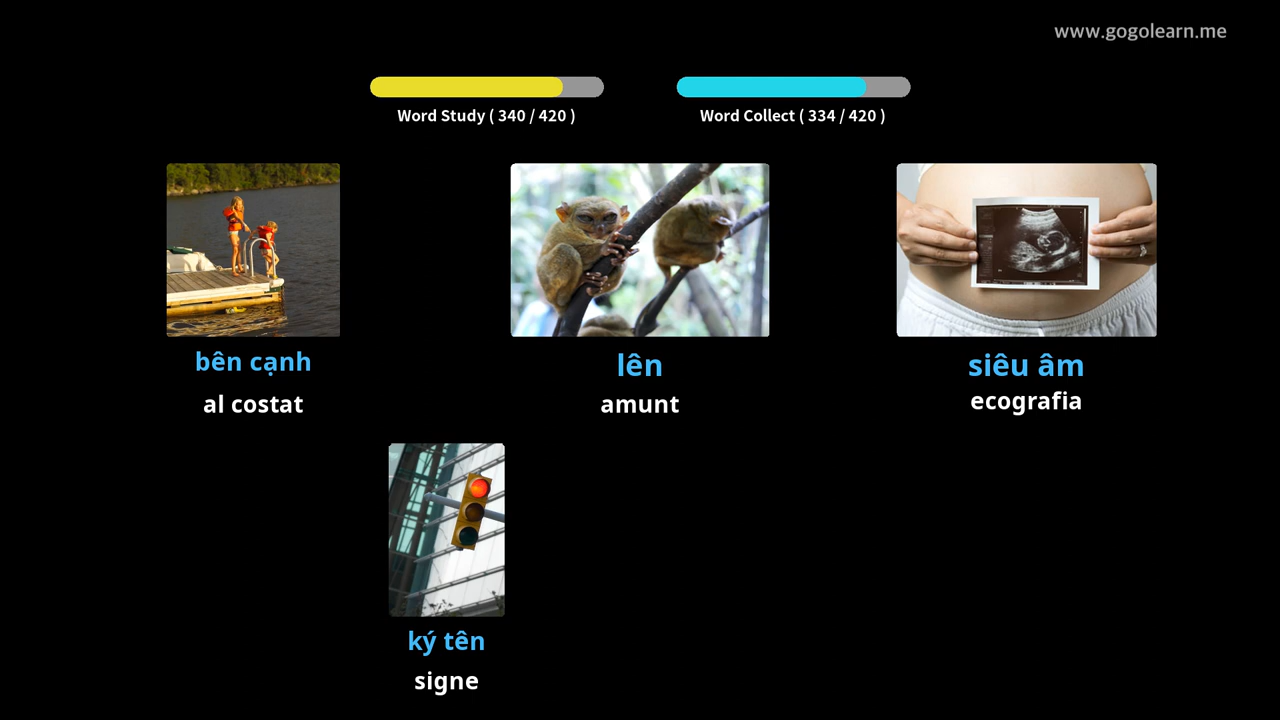 www.gogolearn.me
Word Study ( 340 / 420 )
Word Collect ( 334 / 420 )
bên cạnh
al costat
lên
amunt
siêu âm
ecografia
ký tên
signe